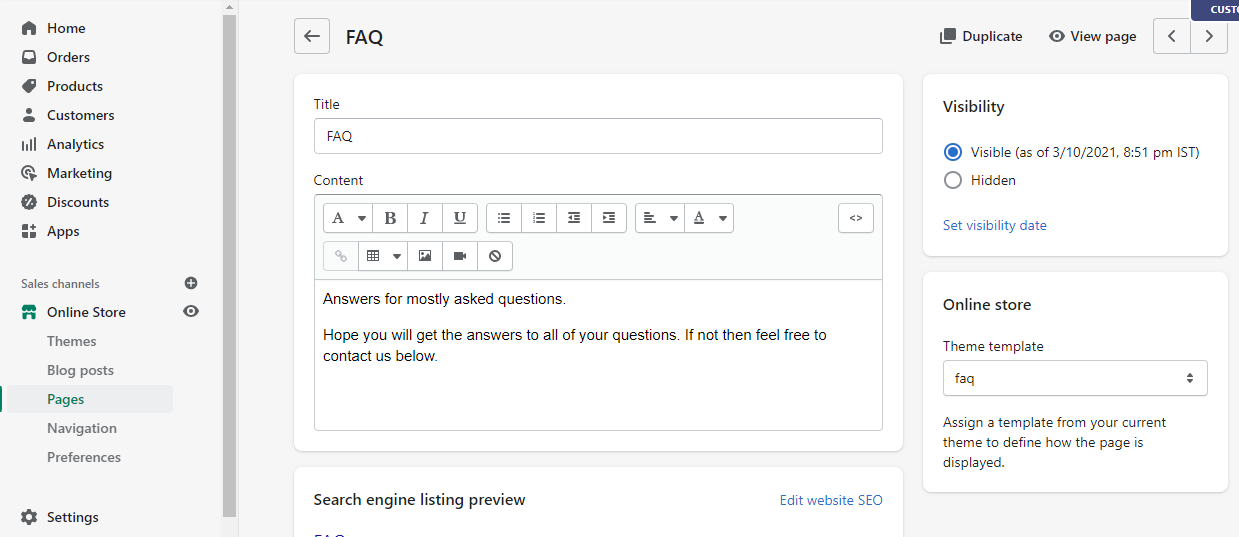 Home
Orders
Products
Customers
Analytics
Marketing
Discounts
Apps
Sales channels
Online Store
Themes
Blog posts
Pages
Navigation
Preferences
Settings
FAQ
Duplicate
View page
Title
FAQ
Content
A B I U
A
<>
Answers for mostly asked questions.
Hope you will get the answers to all of your questions. If not then feel free to
contact us below.
Search engine listing preview
Edit website SEO
FAQ
CUSTO
Visibility
Visible (as of 3/10/2021, 8:51 pm IST)
Hidden
Set visibility date
Online store
Theme template
faq
Assign a template from your current
theme to define how the page is
displayed.